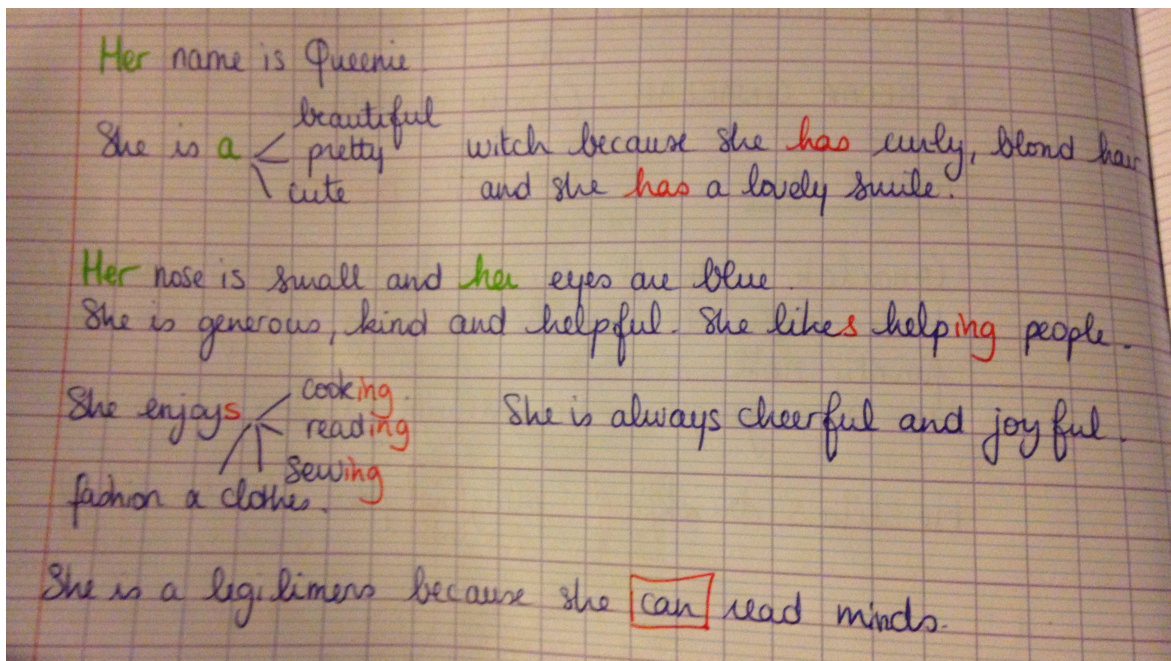 Her name is Queenie
She is a
beautiful
pretty
cute
witch because she has curly, blond hair
and she has a lovely smile.
Her nose is small and her eyes are blue.
She is generous, kind and helpful. She likes helping people.
She enjoys
cooking.
reading
sewing
fashion & clothes.
She is always cheerful and joyful.
She is a legilimens because she can read minds.